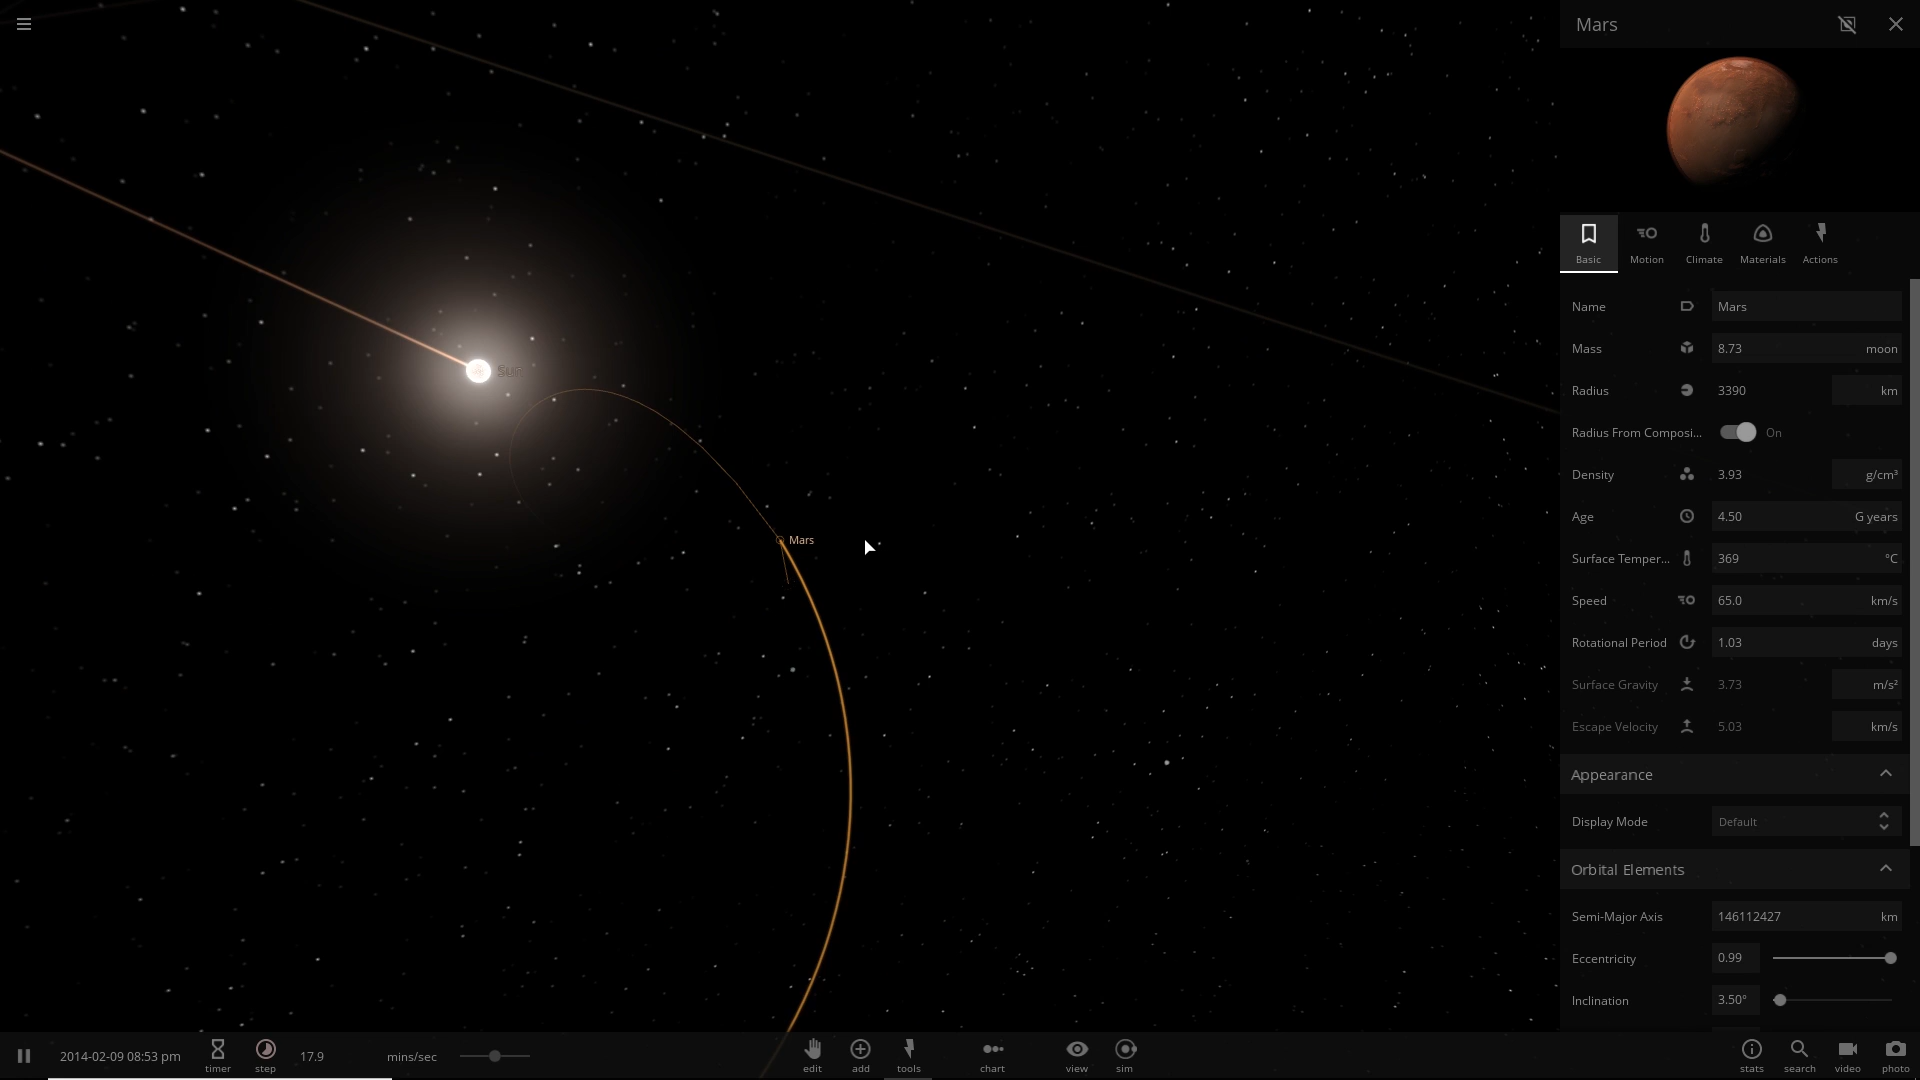 Mars
Sun
Mars
Basic
Motion
Climate
Materials
Actions
Name Mars
Mass 8.73 moon
Radius 3390 km
Radius From Composi... On
Density 3.93 g/cm³
Age 4.50 G years
Surface Temper... 369 °C
Speed 65.0 km/s
Rotational Period 1.03 days
Surface Gravity 3.73 m/s²
Escape Velocity 5.03 km/s
Appearance
Display Mode Default
Orbital Elements
Semi-Major Axis 146112427 km
Eccentricity 0.99
Inclination 3.50°
2014-02-09 08:53 pm
timer
step
17.9 mins/sec
edit
add
tools
chart
view
sim
stats
search
video
photo